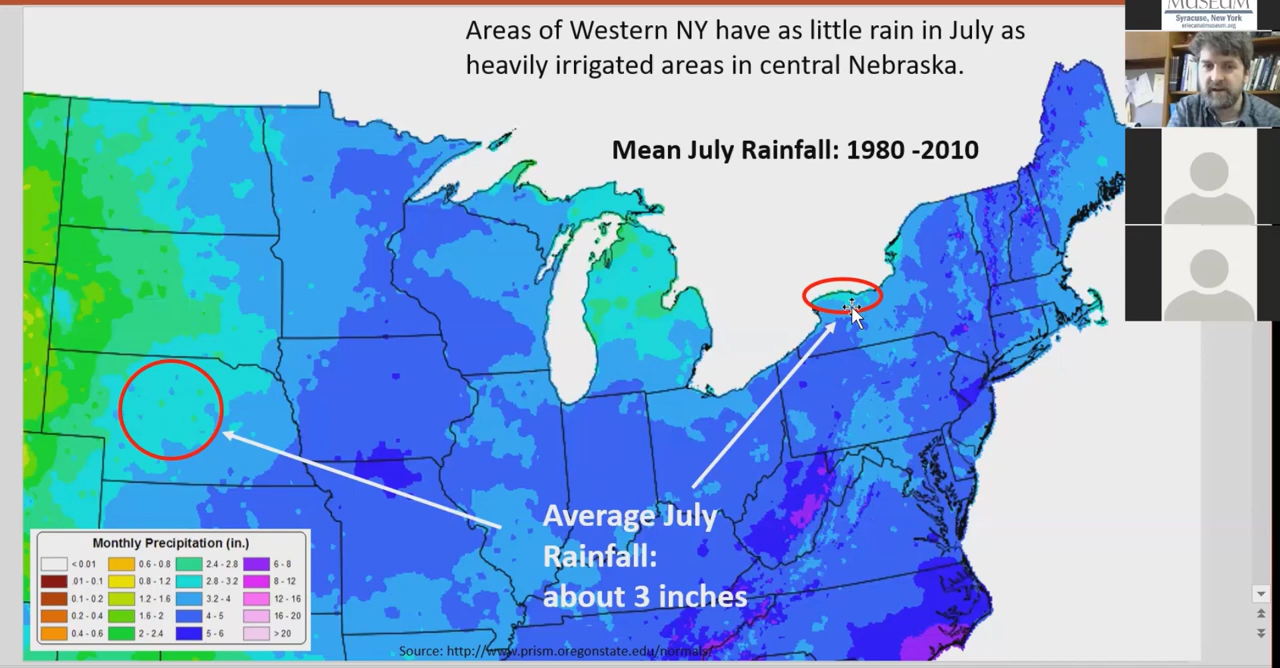 MUSEUM
Syracuse, New York
eriecanalmuseum.org
Areas of Western NY have as little rain in July as
heavily irrigated areas in central Nebraska.
Mean July Rainfall: 1980 -2010
Average July
Rainfall:
about 3 inches
Monthly Precipitation (in.)
< 0.01 0.6 - 0.8 2.4 - 2.8 6 - 8
.01 - 0.1 0.8 - 1.2 2.8 - 3.2 8 - 12
0.1 - 0.2 1.2 - 1.6 3.2 - 4 12 - 16
0.2 - 0.4 1.6 - 2 4 - 5 16 - 20
0.4 - 0.6 2 - 2.4 5 - 6 > 20
Source: http://www.prism.oregonstate.edu/normals/